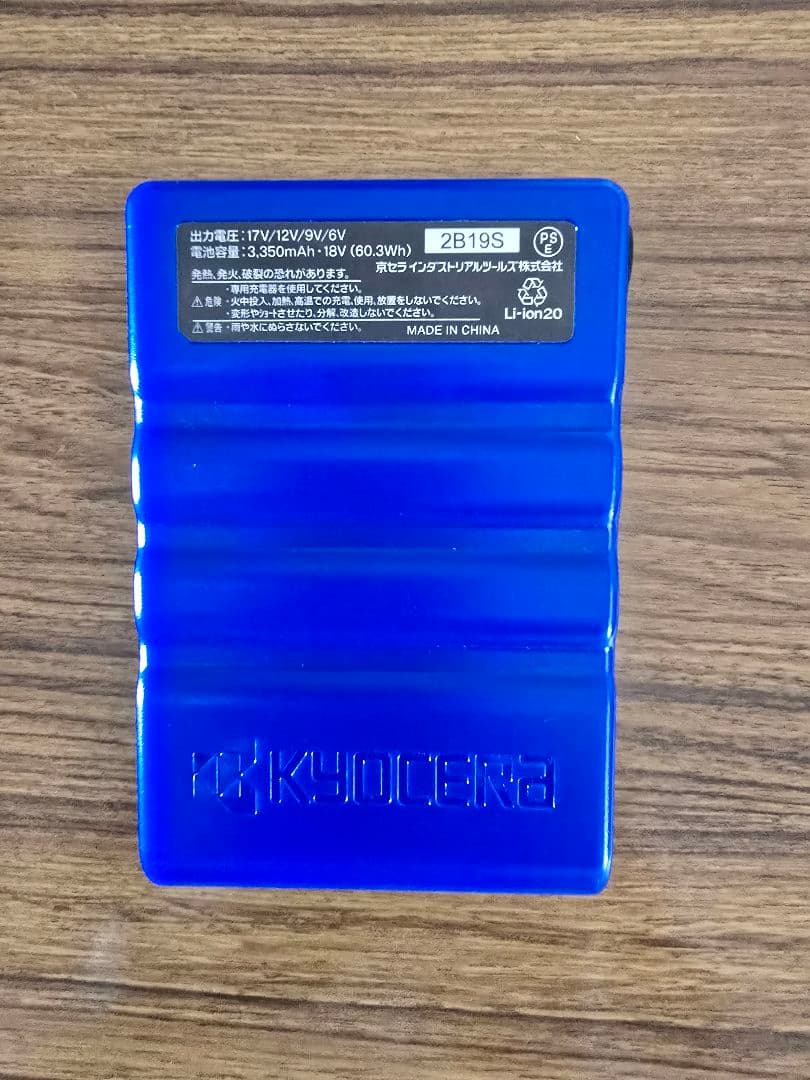 出力電圧:17V/12V/9V/6V
電池容量:3,350mAh・18V(60.3Wh)
2B19S
PSE
京セラ インダストリアルツールズ株式会社
発熱、発火、破裂の恐れがあります。
・専用充電器を使用してください。
危険 ・火中投入、加熱、高温での充電、使用、放置をしないでください。
・変形やショートさせたり、分解、改造しないでください。
警告 ・雨や水にぬらさないでください。
Li-ion20
MADE IN CHINA
KYOCERA